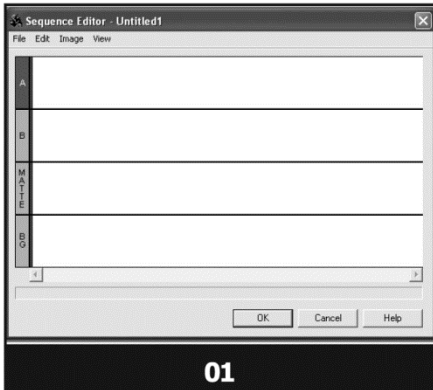 Sequence Editor - Untitled1
File Edit Image View
A
B
MATTE
BG
OK Cancel Help
01